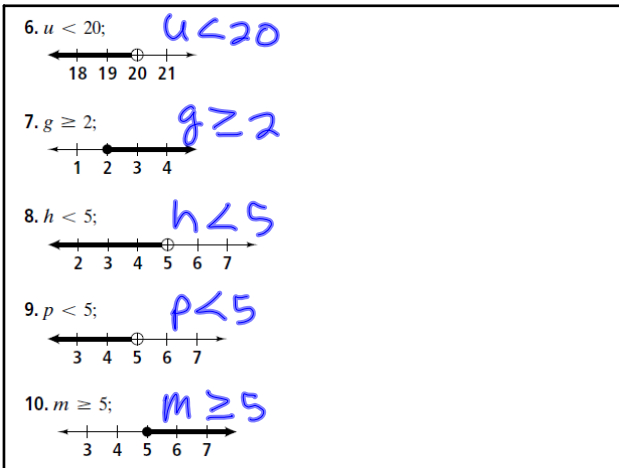 6. u < 20; u < 20
18 19 20 21
7. g ≥ 2; g ≥ 2
1 2 3 4
8. h < 5; h < 5
2 3 4 5 6 7
9. p < 5; p < 5
3 4 5 6 7
10. m ≥ 5; m ≥ 5
3 4 5 6 7